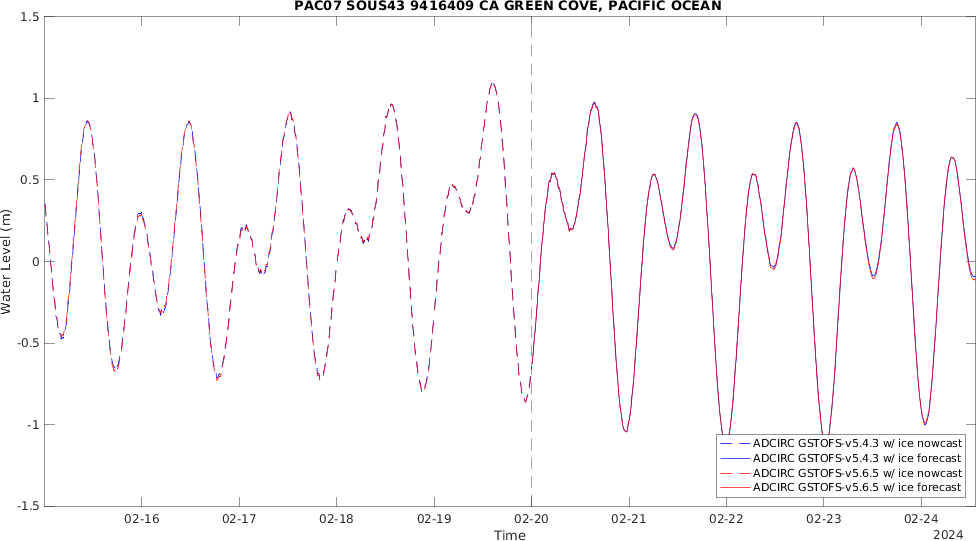 PAC07 SOUS43 9416409 CA GREEN COVE, PACIFIC OCEAN
1.5
1
0.5
0
-0.5
-1
-1.5
Water Level (m)
02-16 02-17 02-18 02-19 02-20 02-21 02-22 02-23 02-24
Time
2024
ADCIRC GSTOFS-v5.4.3 w/ ice nowcast
ADCIRC GSTOFS-v5.4.3 w/ ice forecast
ADCIRC GSTOFS-v5.6.5 w/ ice nowcast
ADCIRC GSTOFS-v5.6.5 w/ ice forecast